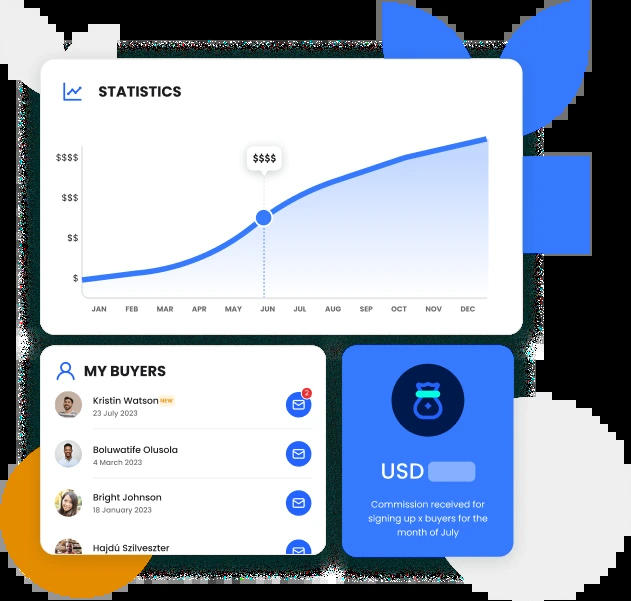 STATISTICS
$$$$
$$$$
$$$
$$
$
JAN FEB MAR APR MAY JUN JUL AUG SEP OCT NOV DEC
MY BUYERS
Kristin Watson NEW
23 July 2023
2
Boluwatife Olusola
4 March 2023
Bright Johnson
18 January 2023
Hajdú Szilveszter
USD
Commission received for
signing up x buyers for the
month of July